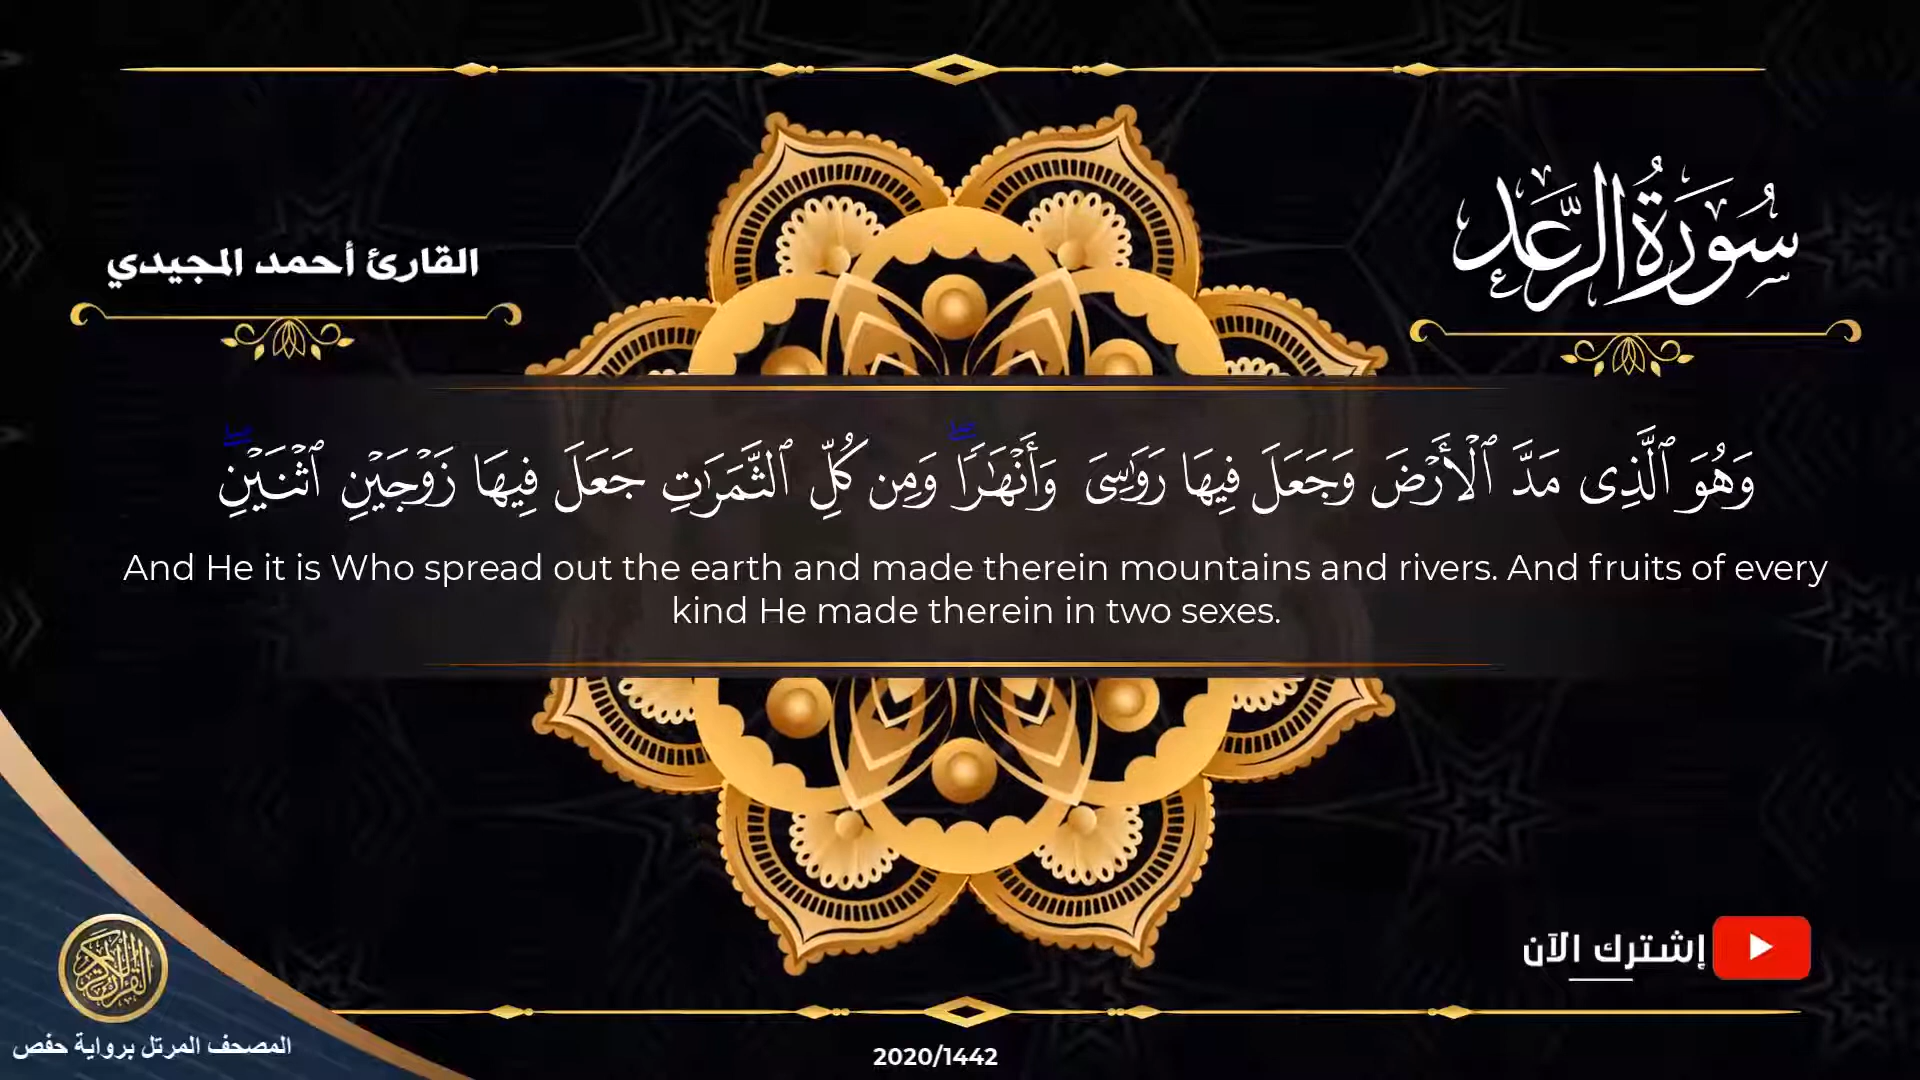 سُورَةُ الرَّعْدِ
القارئ أحمد المجيدي
وَهُوَ ٱلَّذِى مَدَّ ٱلْأَرْضَ وَجَعَلَ فِيهَا رَوَٰسِىَ وَأَنْهَـٰرًا ۖ وَمِن كُلِّ ٱلثَّمَرَٰتِ جَعَلَ فِيهَا زَوْجَيْنِ ٱثْنَيْنِ ۖ
And He it is Who spread out the earth and made therein mountains and rivers. And fruits of every
kind He made therein in two sexes.
إشترك الآن
القرآن الكريم
المصحف المرتل برواية حفص
2020/1442